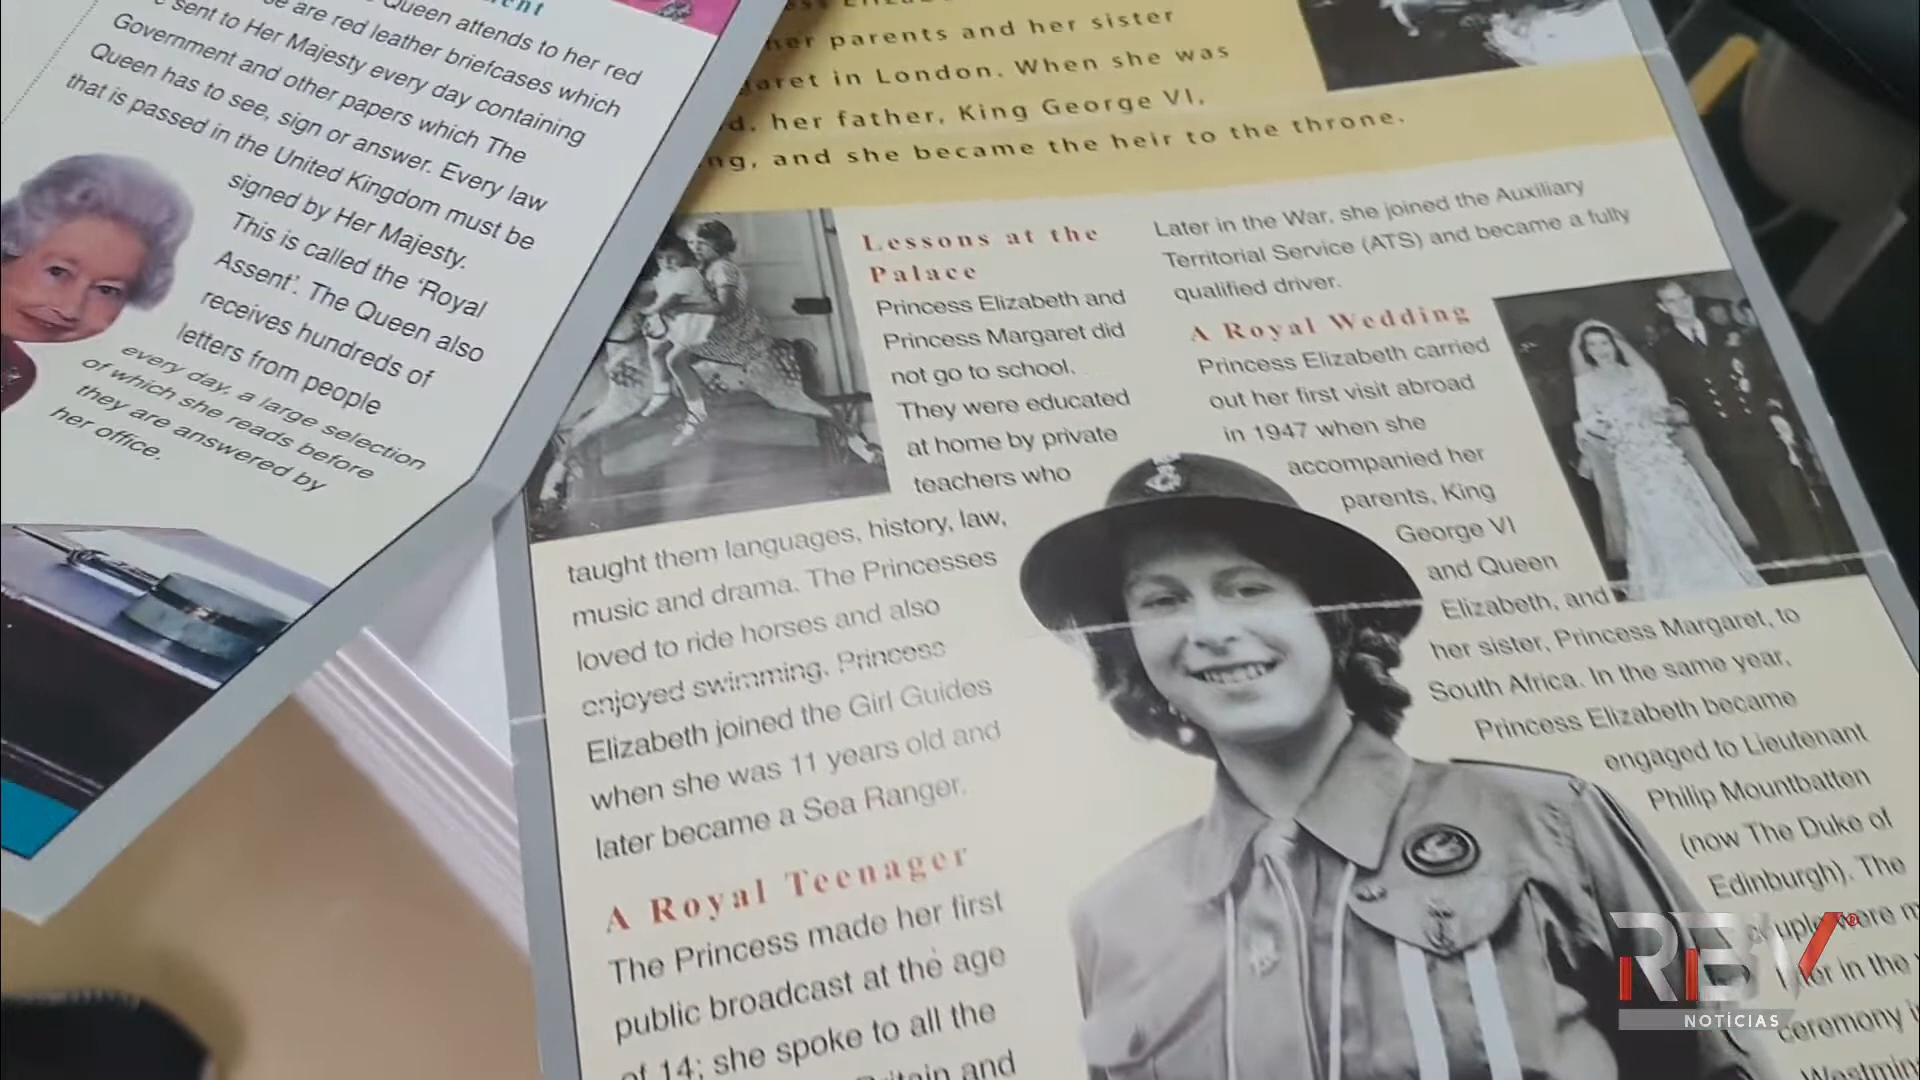 Queen attends to her red
are red leather briefcases which
sent to Her Majesty every day containing
Government and other papers which The
Queen has to see, sign or answer. Every law
that is passed in the United Kingdom must be
signed by Her Majesty.
This is called the ‘Royal
Assent’. The Queen also
receives hundreds of
letters from people
every day, a large selection
of which she reads before
they are answered by
her office.
her parents and her sister
in London. When she was
her father, King George VI,
and she became the heir to the throne.
Lessons at the
Palace
Princess Elizabeth and
Princess Margaret did
not go to school.
They were educated
at home by private
teachers who
taught them languages, history, law,
music and drama. The Princesses
loved to ride horses and also
enjoyed swimming. Princess
Elizabeth joined the Girl Guides
when she was 11 years old and
later became a Sea Ranger.
A Royal Teenager
The Princess made her first
public broadcast at the age
of 14; she spoke to all the
and
Later in the War, she joined the Auxiliary
Territorial Service (ATS) and became a fully
qualified driver.
A Royal Wedding
Princess Elizabeth carried
out her first visit abroad
in 1947 when she
accompanied her
parents, King
George VI
and Queen
Elizabeth, and
her sister, Princess Margaret, to
South Africa. In the same year,
Princess Elizabeth became
engaged to Lieutenant
Philip Mountbatten
(now The Duke of
Edinburgh). The
were
in the
ceremony
RBV®
NOTÍCIAS